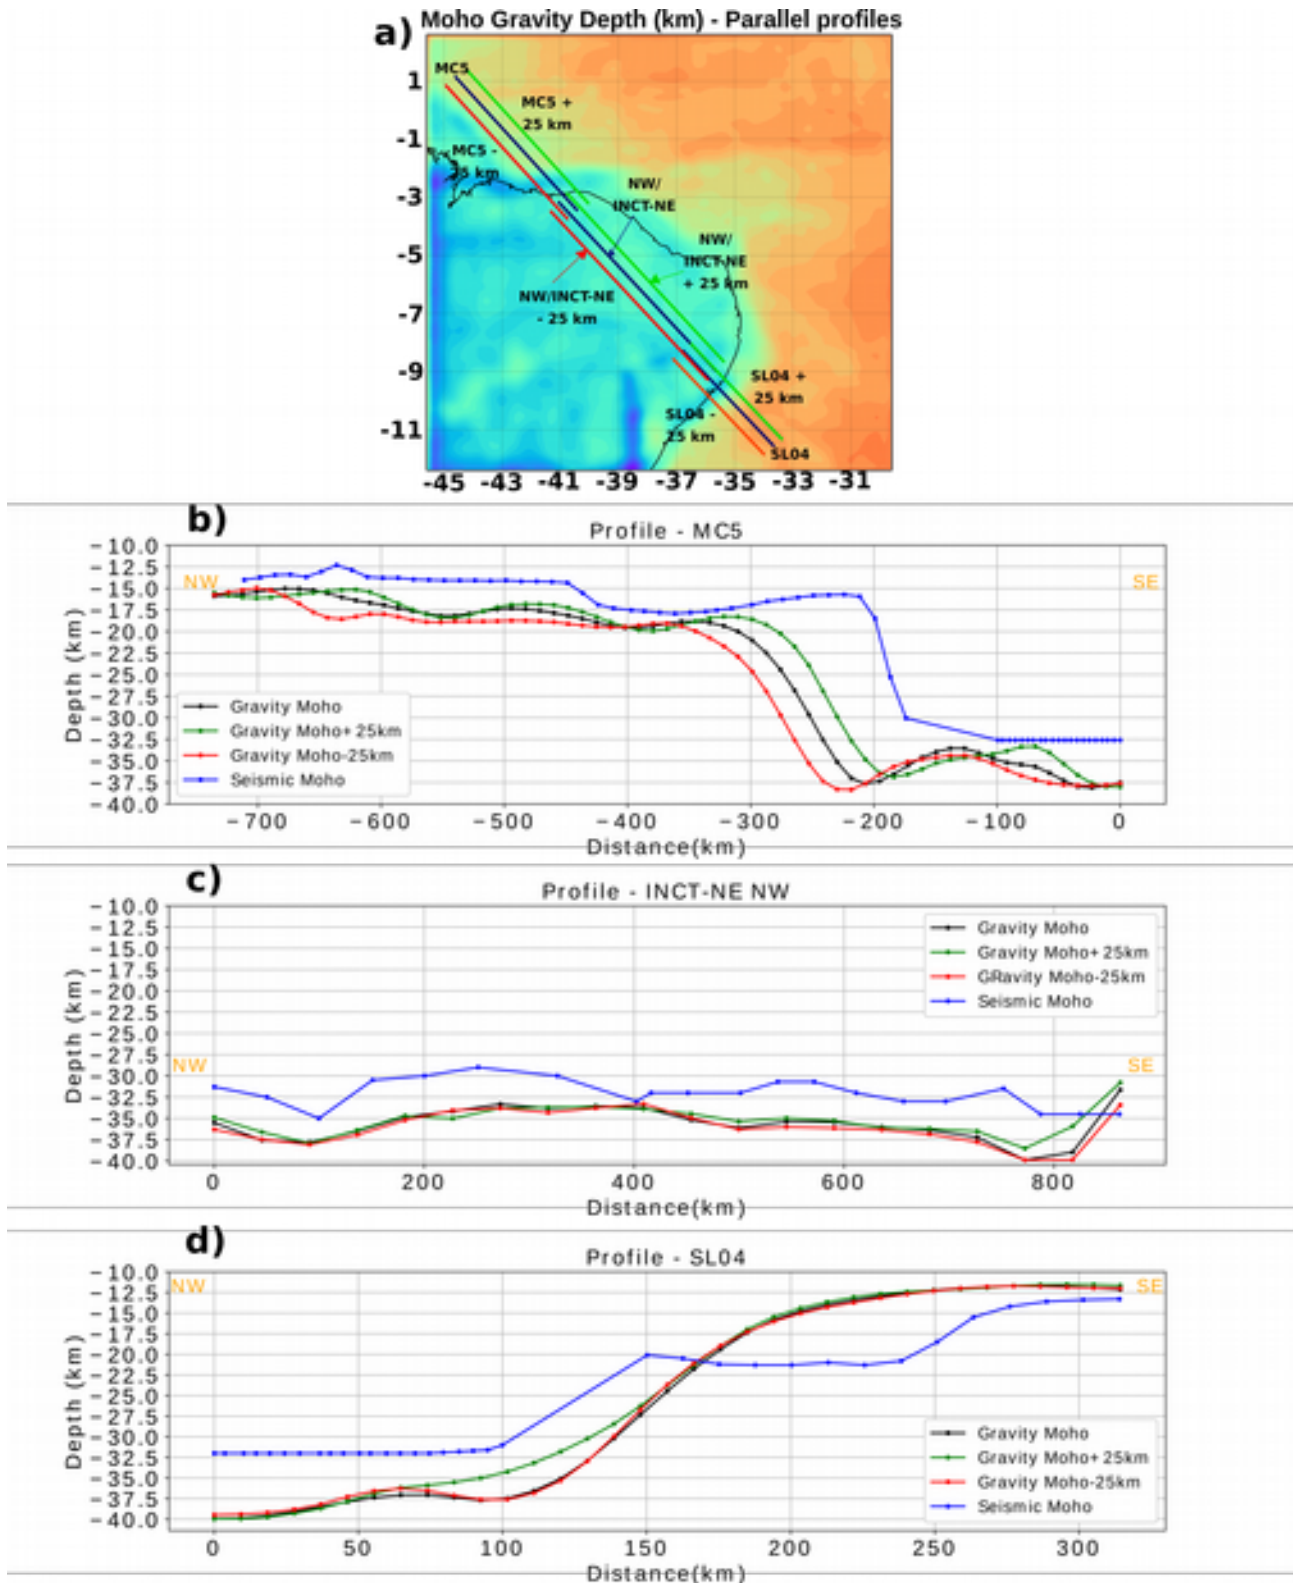 Moho Gravity Depth (km) - Parallel profiles
a)
MC5
MC5 +
25 km
MC5 -
25 km
NW/
INCT-NE
NW/
INCT-NE
+ 25 km
NW/INCT-NE
- 25 km
SL04 +
25 km
SL04 -
25 km
SL04
1
-1
-3
-5
-7
-9
-11
-45 -43 -41 -39 -37 -35 -33 -31
b)
Profile - MC5
NW
SE
Depth (km)
−10.0
−12.5
−15.0
−17.5
−20.0
−22.5
−25.0
−27.5
−30.0
−32.5
−35.0
−37.5
−40.0
Gravity Moho
Gravity Moho+ 25km
Gravity Moho-25km
Seismic Moho
−700 −600 −500 −400 −300 −200 −100 0
Distance(km)
c)
Profile - INCT-NE NW
NW
SE
Depth (km)
−10.0
−12.5
−15.0
−17.5
−20.0
−22.5
−25.0
−27.5
−30.0
−32.5
−35.0
−37.5
−40.0
Gravity Moho
Gravity Moho+ 25km
GRavity Moho-25km
Seismic Moho
0 200 400 600 800
Distance(km)
d)
Profile - SL04
NW
SE
Depth (km)
−10.0
−12.5
−15.0
−17.5
−20.0
−22.5
−25.0
−27.5
−30.0
−32.5
−35.0
−37.5
−40.0
Gravity Moho
Gravity Moho+ 25km
Gravity Moho-25km
Seismic Moho
0 50 100 150 200 250 300
Distance(km)